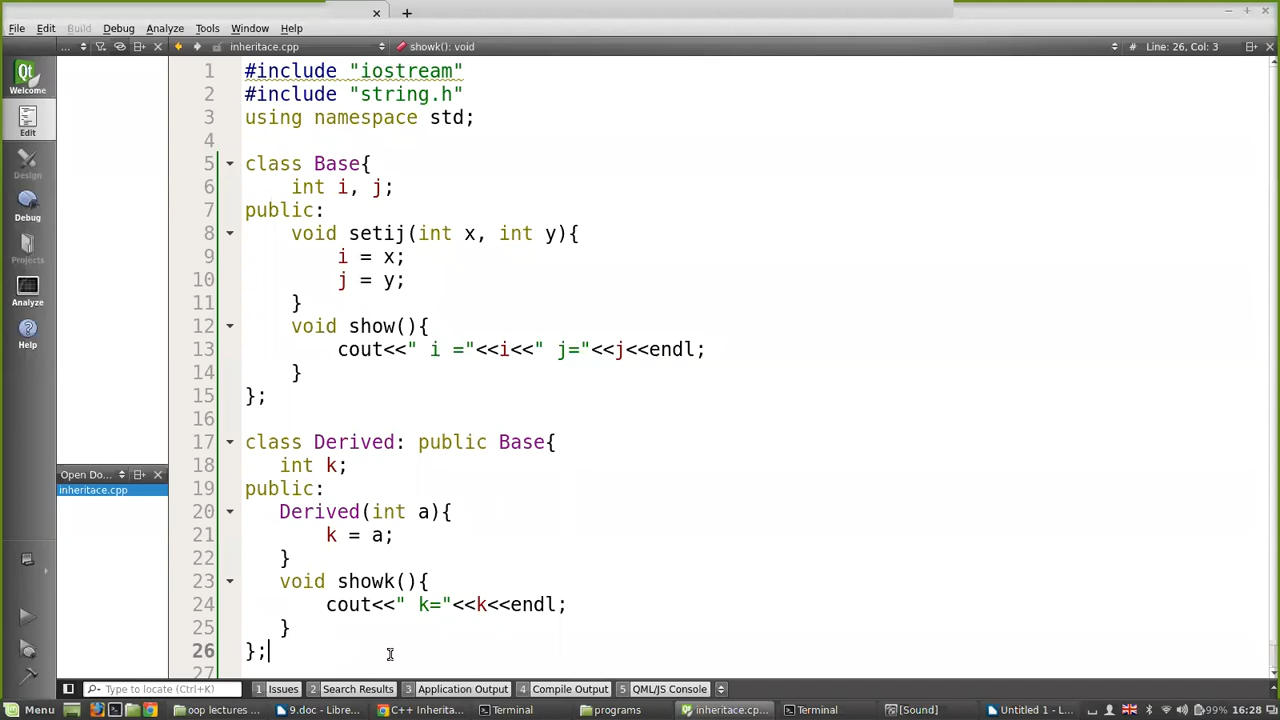 File Edit Build Debug Analyze Tools Window Help
... inheritace.cpp showk(): void # Line: 26, Col: 3
Welcome
Edit
Design
Debug
Projects
Analyze
Help
1 #include "iostream"
2 #include "string.h"
3 using namespace std;
4
5 class Base{
6 int i, j;
7 public:
8 void setij(int x, int y){
9 i = x;
10 j = y;
11 }
12 void show(){
13 cout<<" i ="<<i<<" j="<<j<<endl;
14 }
15 };
16
17 class Derived: public Base{
18 int k;
19 public:
20 Derived(int a){
21 k = a;
22 }
23 void showk(){
24 cout<<" k="<<k<<endl;
25 }
26 };
27
Open Do...
inheritace.cpp
Type to locate (Ctrl+K) 1 Issues 2 Search Results 3 Application Output 4 Compile Output 5 QML/JS Console
Menu oop lectures ... 9.doc - Libre... C++ Inherita... Terminal programs inheritace.cp... Terminal [Sound] Untitled 1 - L... 99% 16:28